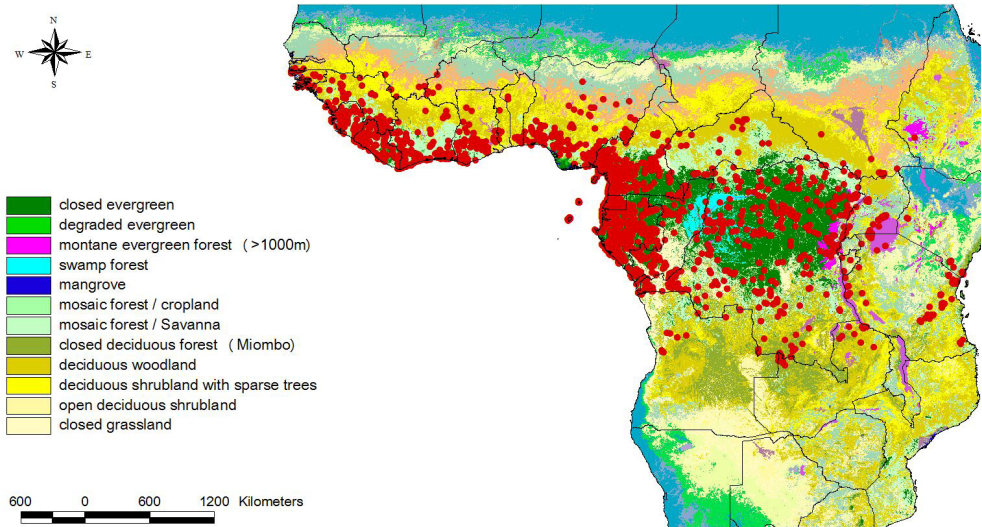 N
W E
S
closed evergreen
degraded evergreen
montane evergreen forest ( >1000m)
swamp forest
mangrove
mosaic forest / cropland
mosaic forest / Savanna
closed deciduous forest ( Miombo)
deciduous woodland
deciduous shrubland with sparse trees
open deciduous shrubland
closed grassland
600 0 600 1200 Kilometers